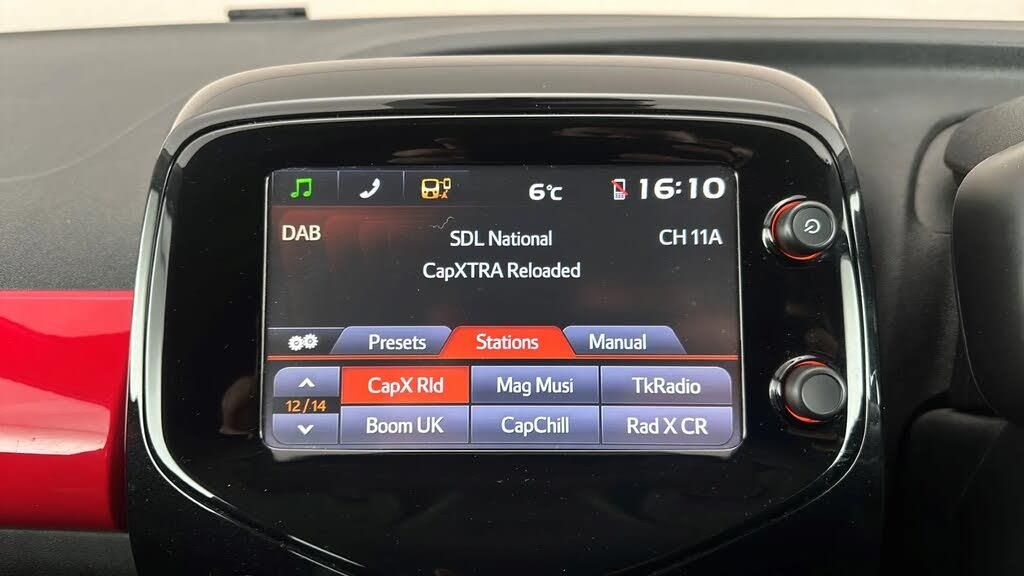 6°C 16:10
DAB SDL National CH 11A
CapXTRA Reloaded
Presets Stations Manual
CapX Rld Mag Musi TkRadio
12/14
Boom UK CapChill Rad X CR